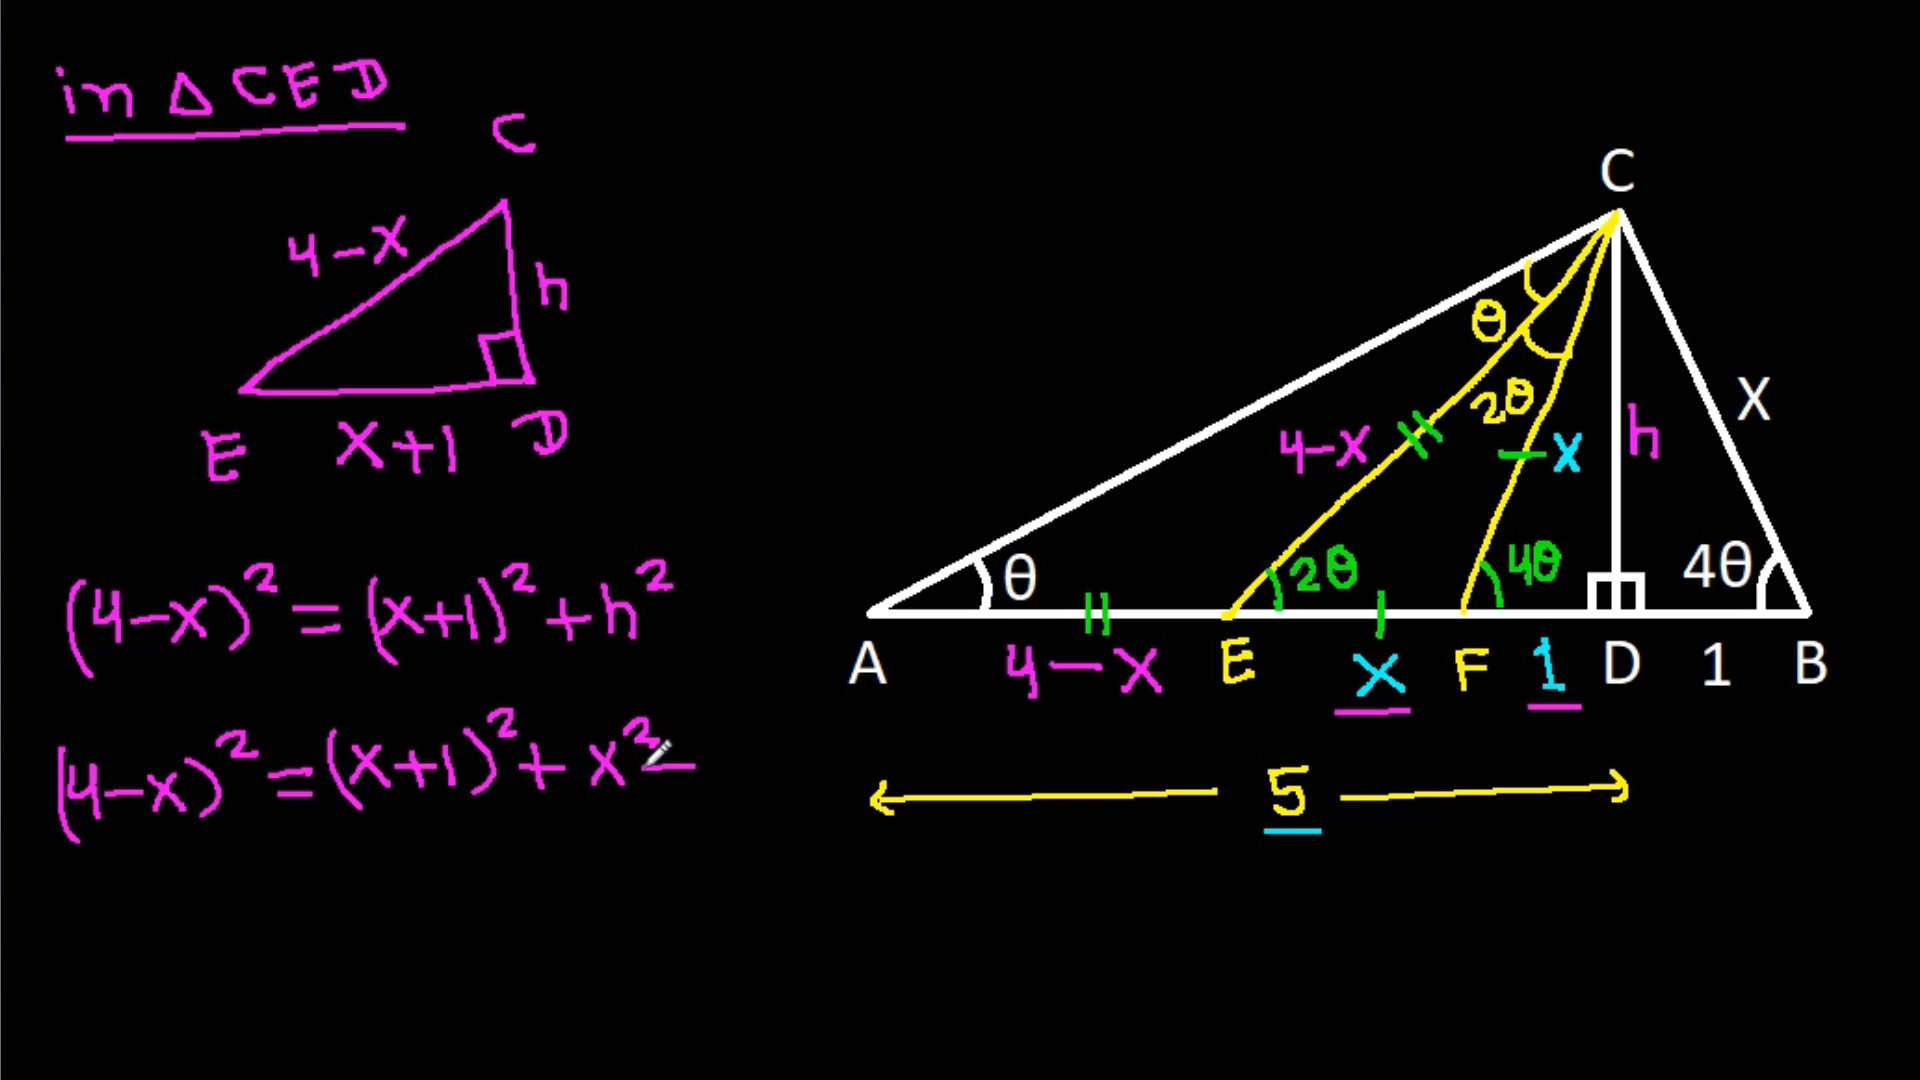 in Δ CED
C
4-x
h
E x+1 D
(4-x)² = (x+1)² + h²
(4-x)² = (x+1)² + x² –
C
θ
2θ
4-x
x
h
x
θ
2θ
4θ
4θ
A 4-x E x F 1 D 1 B
5